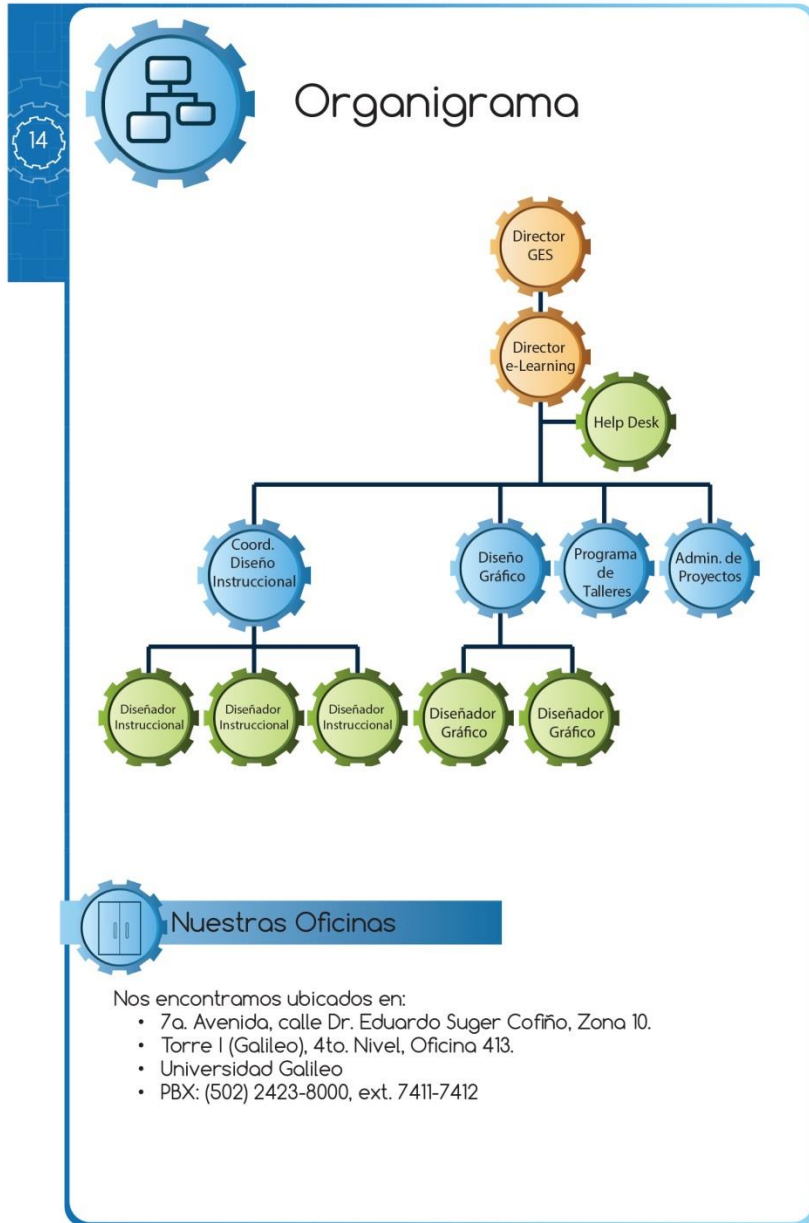 14
Organigrama
Director
GES
Director
e-Learning
Help Desk
Coord.
Diseño
Instruccional
Diseño
Gráfico
Programa
de
Talleres
Admin. de
Proyectos
Diseñador
Instruccional
Diseñador
Instruccional
Diseñador
Instruccional
Diseñador
Gráfico
Diseñador
Gráfico
Nuestras Oficinas
Nos encontramos ubicados en:
• 7a. Avenida, calle Dr. Eduardo Suger Cofiño, Zona 10.
• Torre I (Galileo), 4to. Nivel, Oficina 413.
• Universidad Galileo
• PBX: (502) 2423-8000, ext. 7411-7412